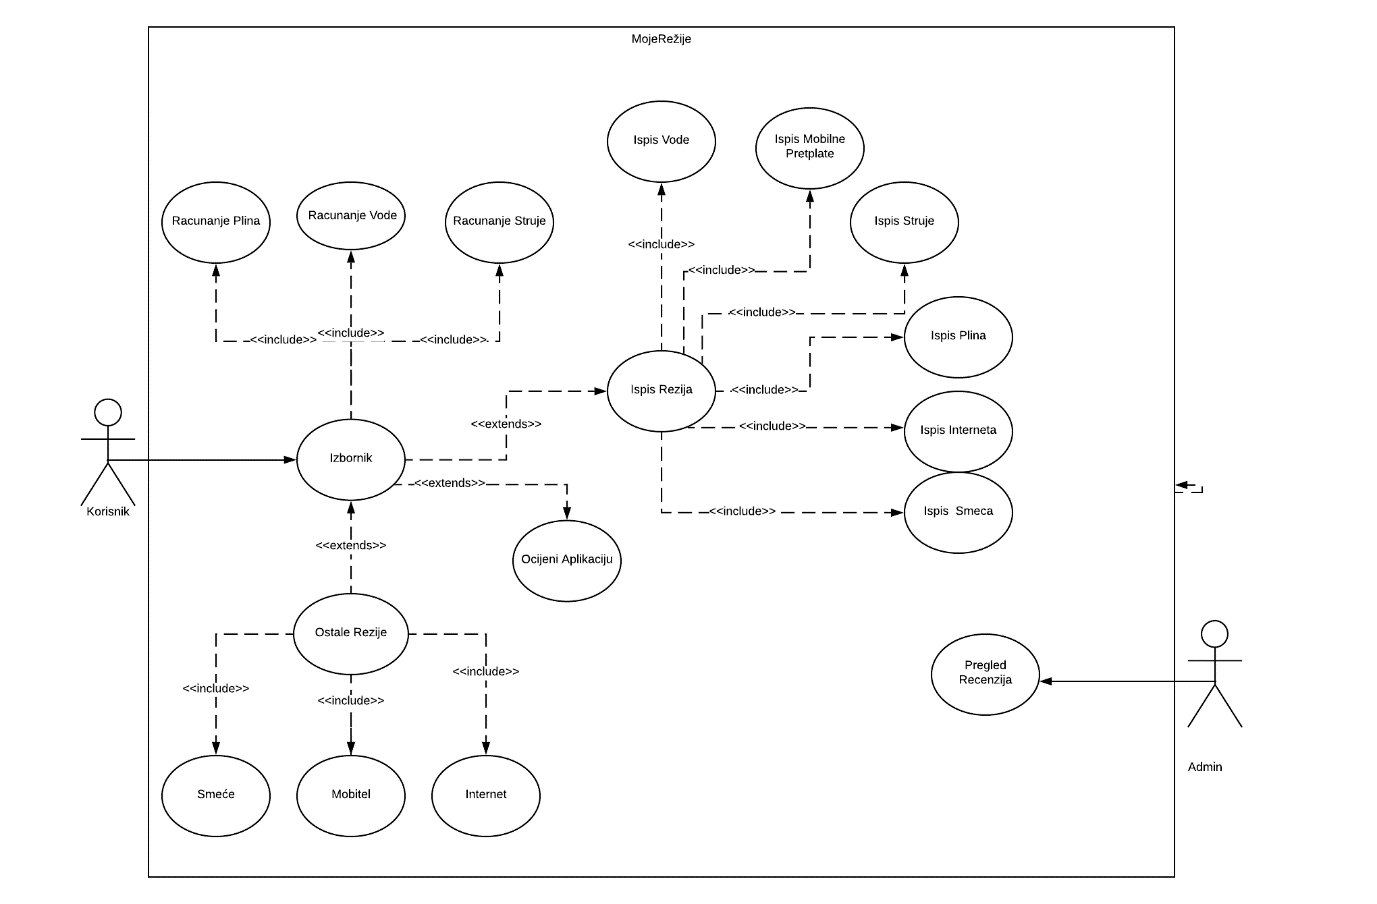 MojeRežije
Ispis Vode
Ispis Mobilne
Pretplate
Racunanje Plina
Racunanje Vode
Racunanje Struje
Ispis Struje
<<include>>
<<include>>
<<include>>
<<include>>
<<include>>
<<include>>
Ispis Plina
Ispis Rezija
<<include>>
<<extends>>
<<include>>
Ispis Interneta
Izbornik
<<extends>>
Korisnik
<<include>>
Ispis  Smeca
<<extends>>
Ocijeni Aplikaciju
Ostale Rezije
<<include>>
<<include>>
<<include>>
Pregled
Recenzija
Admin
Smeće
Mobitel
Internet